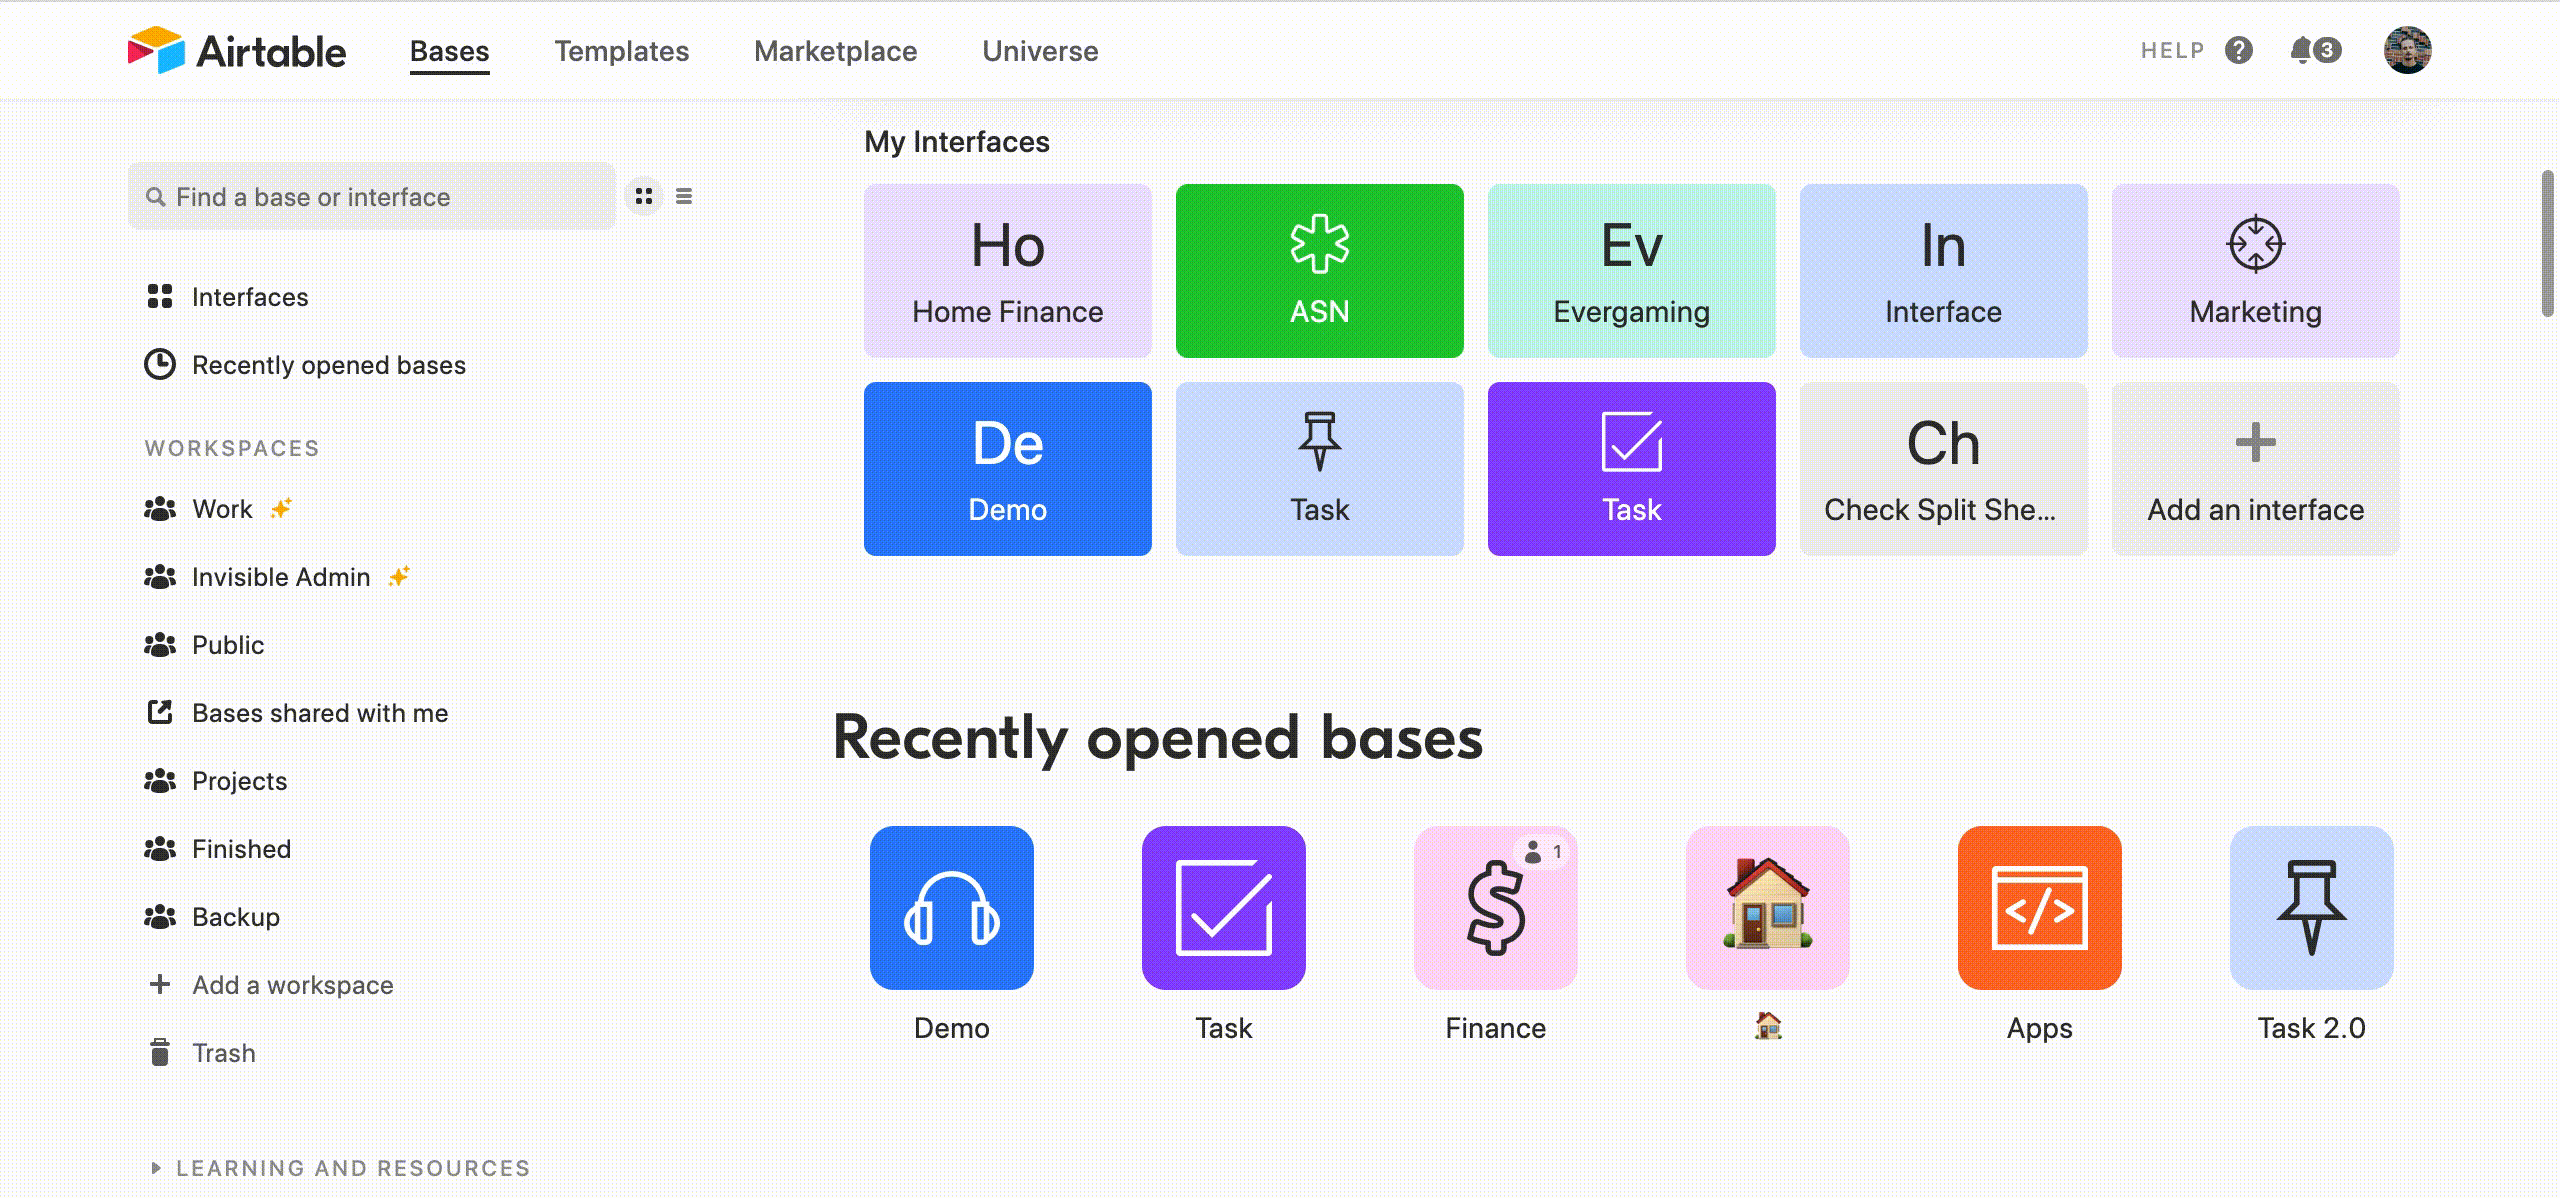 Airtable
Bases
Templates
Marketplace
Universe
HELP
3
Find a base or interface
Interfaces
Recently opened bases
WORKSPACES
Work
Invisible Admin
Public
Bases shared with me
Projects
Finished
Backup
Add a workspace
Trash
LEARNING AND RESOURCES
My Interfaces
Ho
Home Finance
ASN
Ev
Evergaming
In
Interface
Marketing
De
Demo
Task
Task
Ch
Check Split She...
Add an interface
Recently opened bases
1
Demo
Task
Finance
Apps
Task 2.0